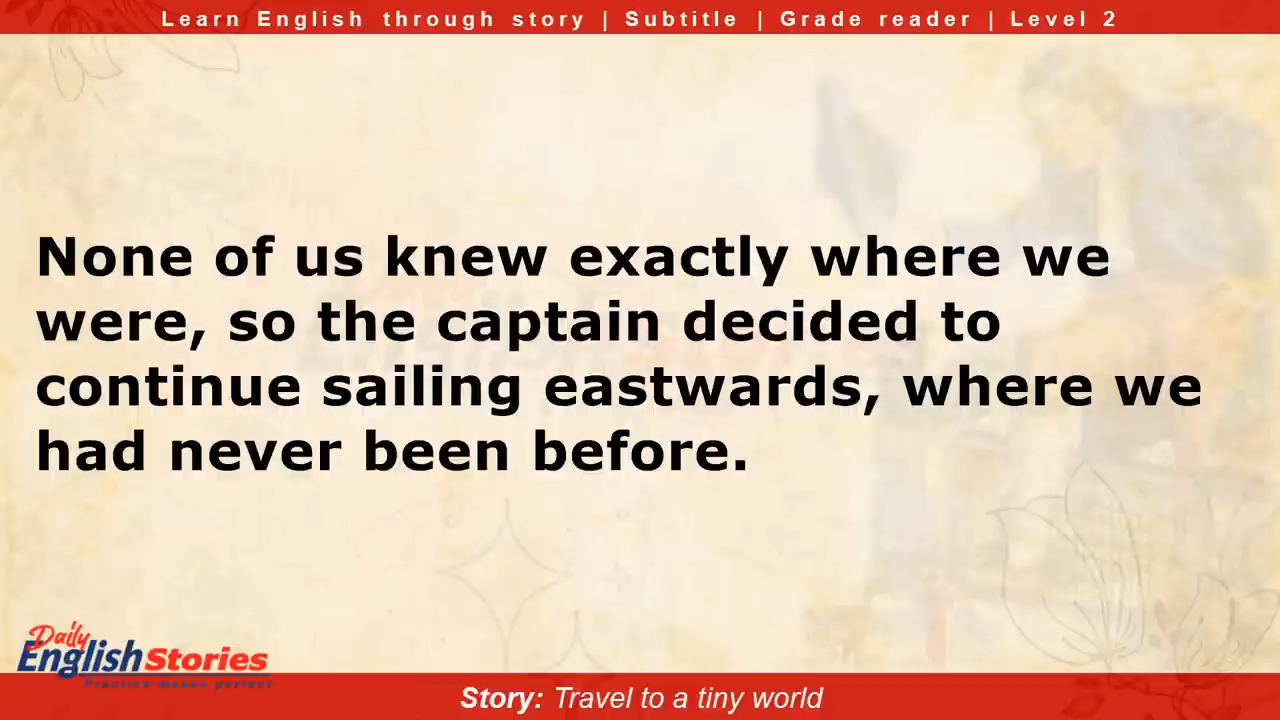 Learn English through story | Subtitle | Grade reader | Level 2
None of us knew exactly where we
were, so the captain decided to
continue sailing eastwards, where we
had never been before.
Daily
English Stories
Practice makes perfect
Story: Travel to a tiny world